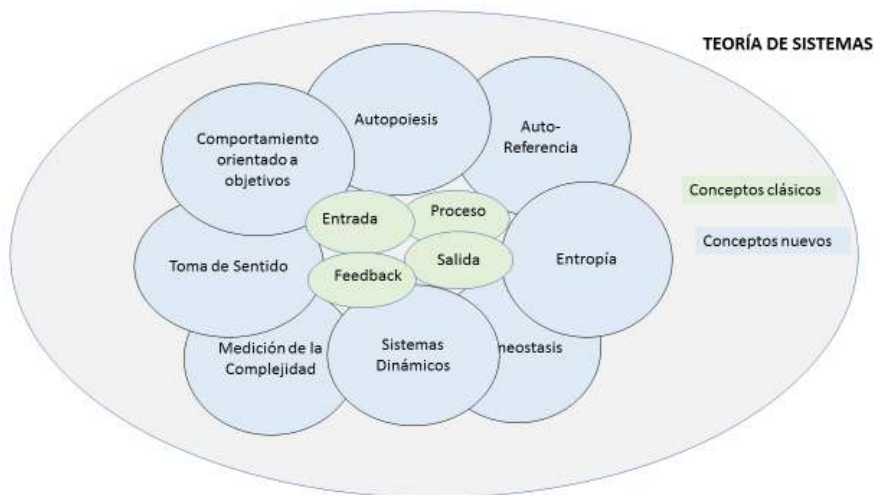 TEORÍA DE SISTEMAS
Autopoiesis
Auto-
Referencia
Comportamiento
orientado a
objetivos
Conceptos clásicos
Entrada
Proceso
Conceptos nuevos
Toma de Sentido
Feedback
Salida
Entropía
Medición de la
Complejidad
Sistemas
Dinámicos
meostasis